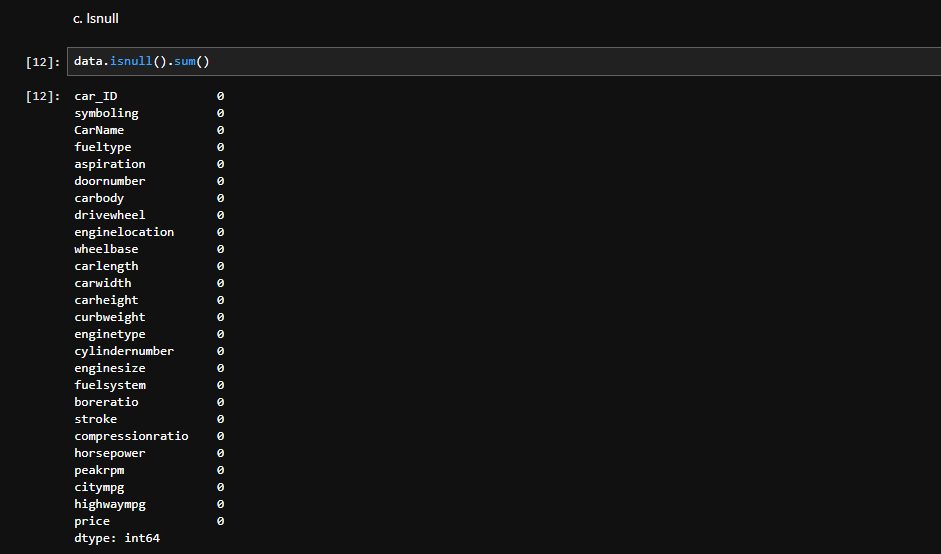 c. Isnull
[12]: data.isnull().sum()
[12]: car_ID 0
symboling 0
CarName 0
fueltype 0
aspiration 0
doornumber 0
carbody 0
drivewheel 0
enginelocation 0
wheelbase 0
carlength 0
carwidth 0
carheight 0
curbweight 0
enginetype 0
cylindernumber 0
enginesize 0
fuelsystem 0
boreratio 0
stroke 0
compressionratio 0
horsepower 0
peakrpm 0
citympg 0
highwaympg 0
price 0
dtype: int64